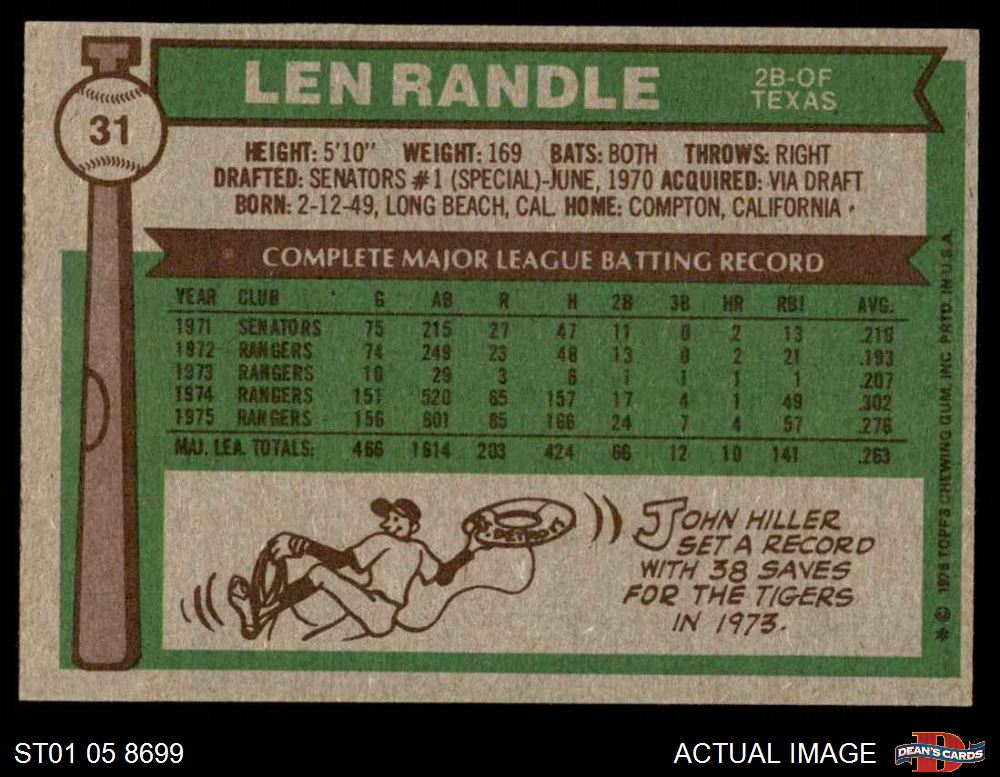 31
LEN RANDLE
2B-OF
TEXAS
HEIGHT: 5'10" WEIGHT: 169 BATS: BOTH THROWS: RIGHT
DRAFTED: SENATORS #1 (SPECIAL)-JUNE, 1970 ACQUIRED: VIA DRAFT
BORN: 2-12-49, LONG BEACH, CAL. HOME: COMPTON, CALIFORNIA
COMPLETE MAJOR LEAGUE BATTING RECORD
YEAR CLUB G AB R H 2B 3B HR RBI AVG.
1971 SENATORS 75 215 27 47 11 0 2 13 .219
1972 RANGERS 74 249 23 48 13 0 2 21 .193
1973 RANGERS 10 29 3 6 1 1 1 1 .207
1974 RANGERS 151 520 65 157 17 4 1 49 .302
1975 RANGERS 156 601 85 166 24 7 4 57 .276
MAJ. LEA. TOTALS: 466 1614 203 424 66 12 10 141 .263
DETROIT
JOHN HILLER
SET A RECORD
WITH 38 SAVES
FOR THE TIGERS
IN 1973.
* © 1976 TOPPS CHEWING GUM, INC. PRTD. IN U.S.A.
ST01 05 8699
ACTUAL IMAGE
D
DEAN'S CARDS